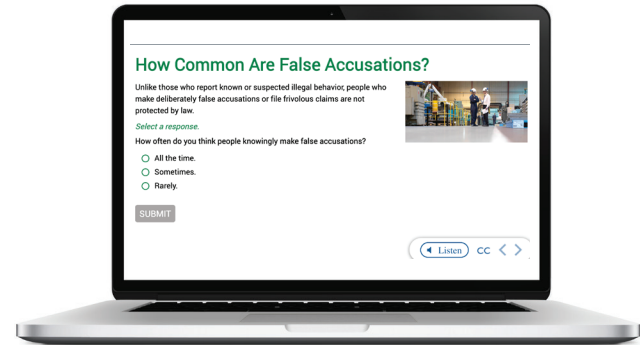 How Common Are False Accusations?
Unlike those who report known or suspected illegal behavior, people who
make deliberately false accusations or file frivolous claims are not
protected by law.
Select a response.
How often do you think people knowingly make false accusations?
All the time.
Sometimes.
Rarely.
SUBMIT
Listen CC